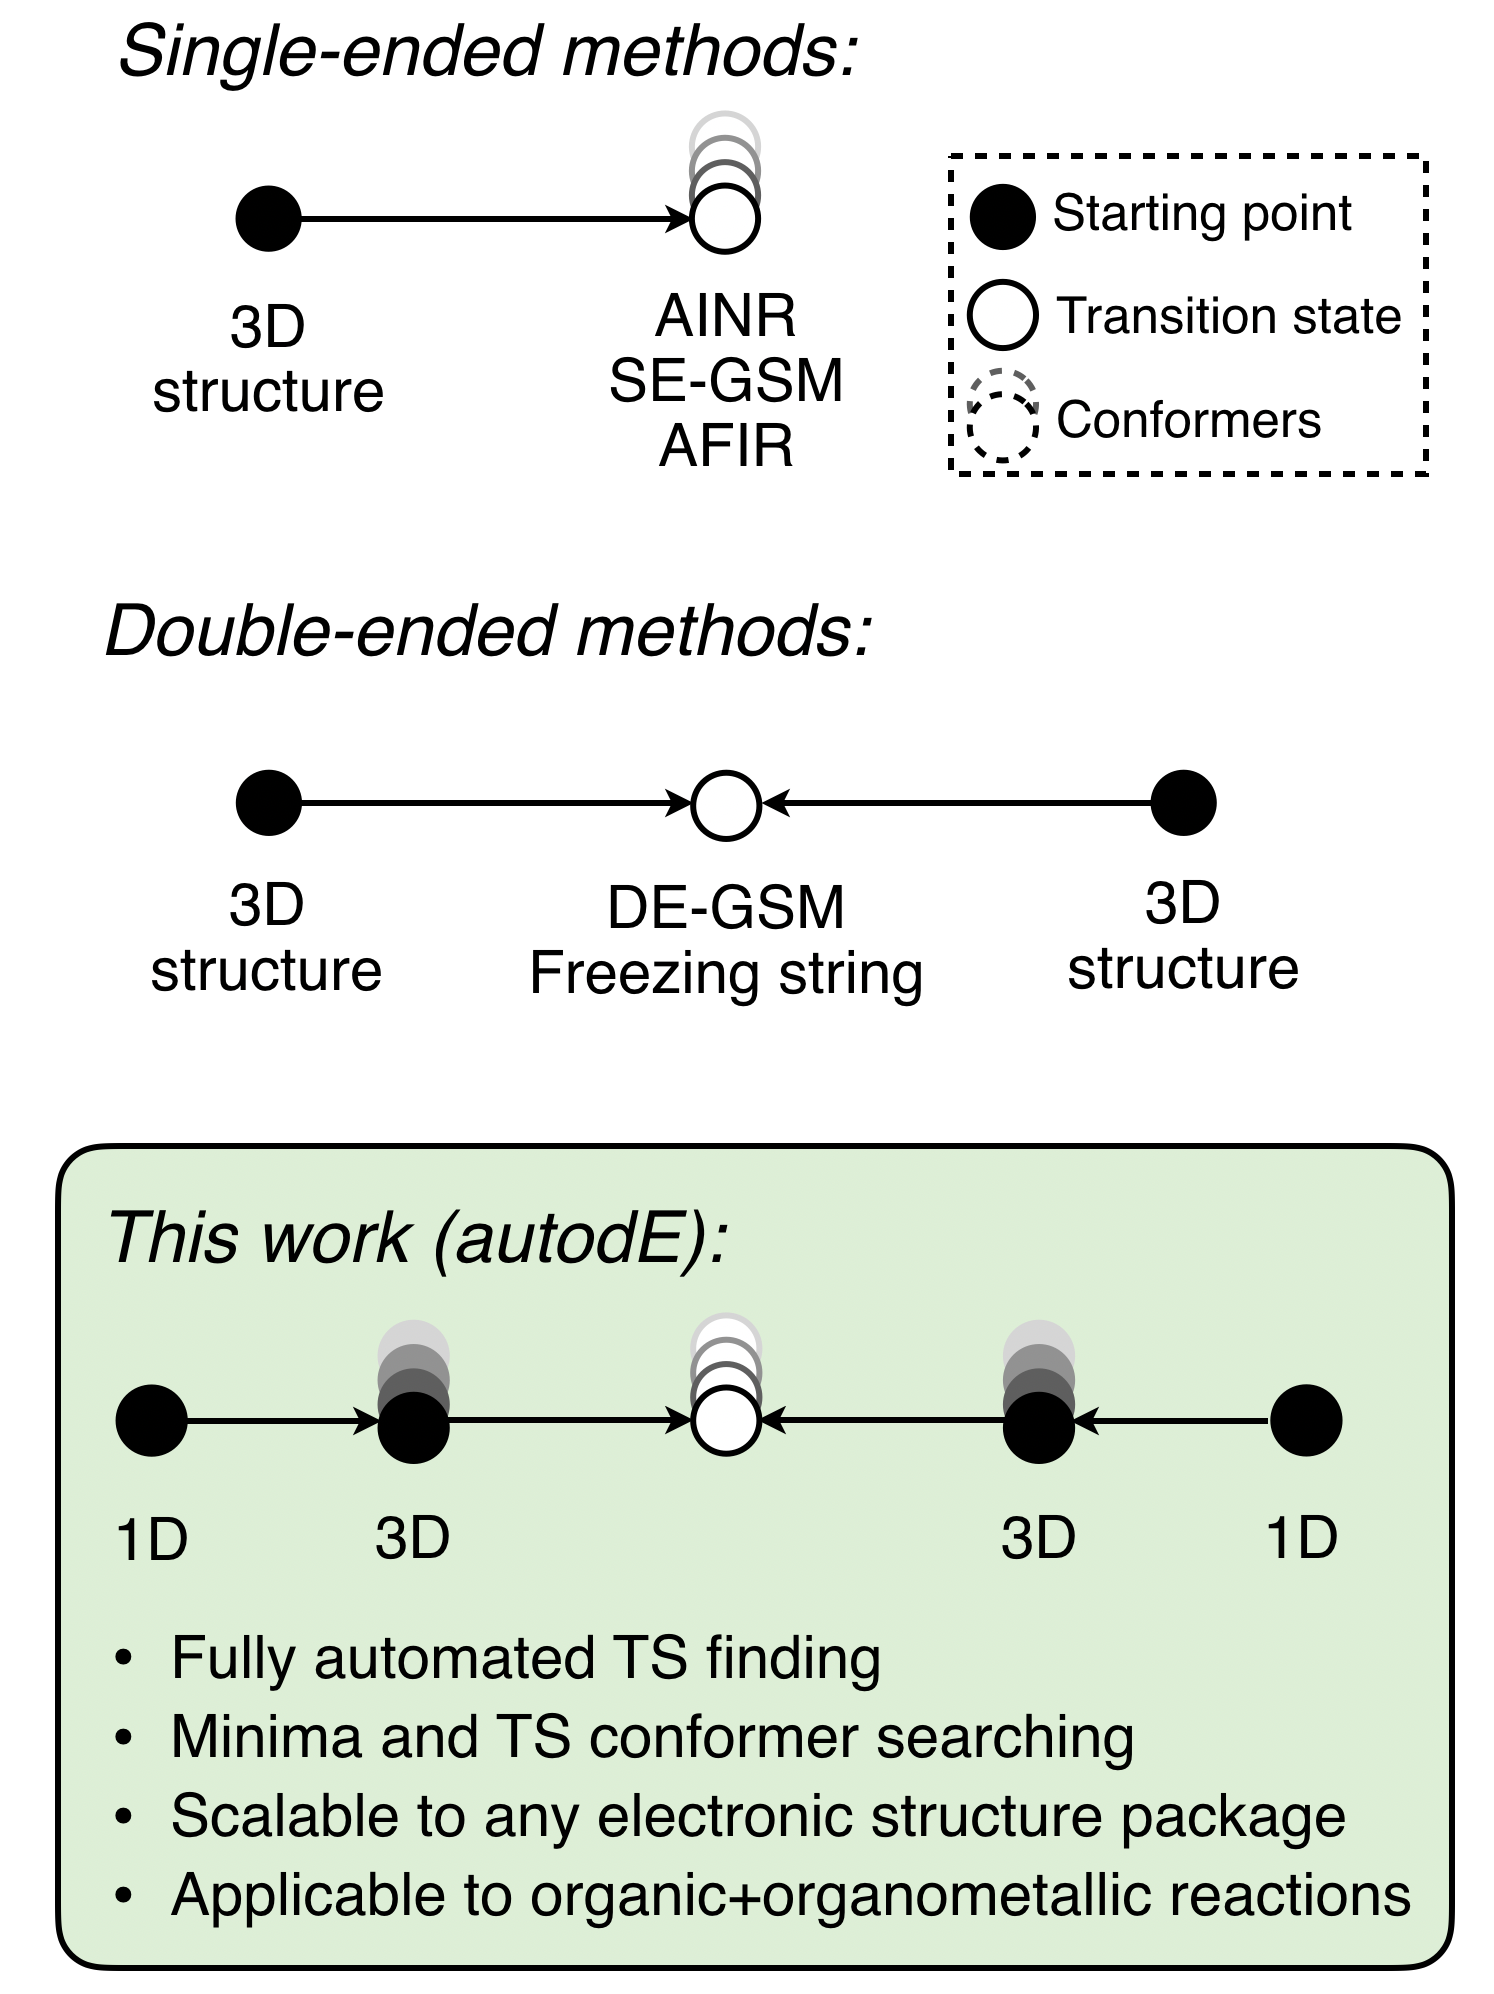 Single-ended methods:
3D
structure
AINR
SE-GSM
AFIR
Starting point
Transition state
Conformers
Double-ended methods:
3D
structure
DE-GSM
Freezing string
3D
structure
This work (autodE):
1D
3D
3D
1D
• Fully automated TS finding
• Minima and TS conformer searching
• Scalable to any electronic structure package
• Applicable to organic+organometallic reactions